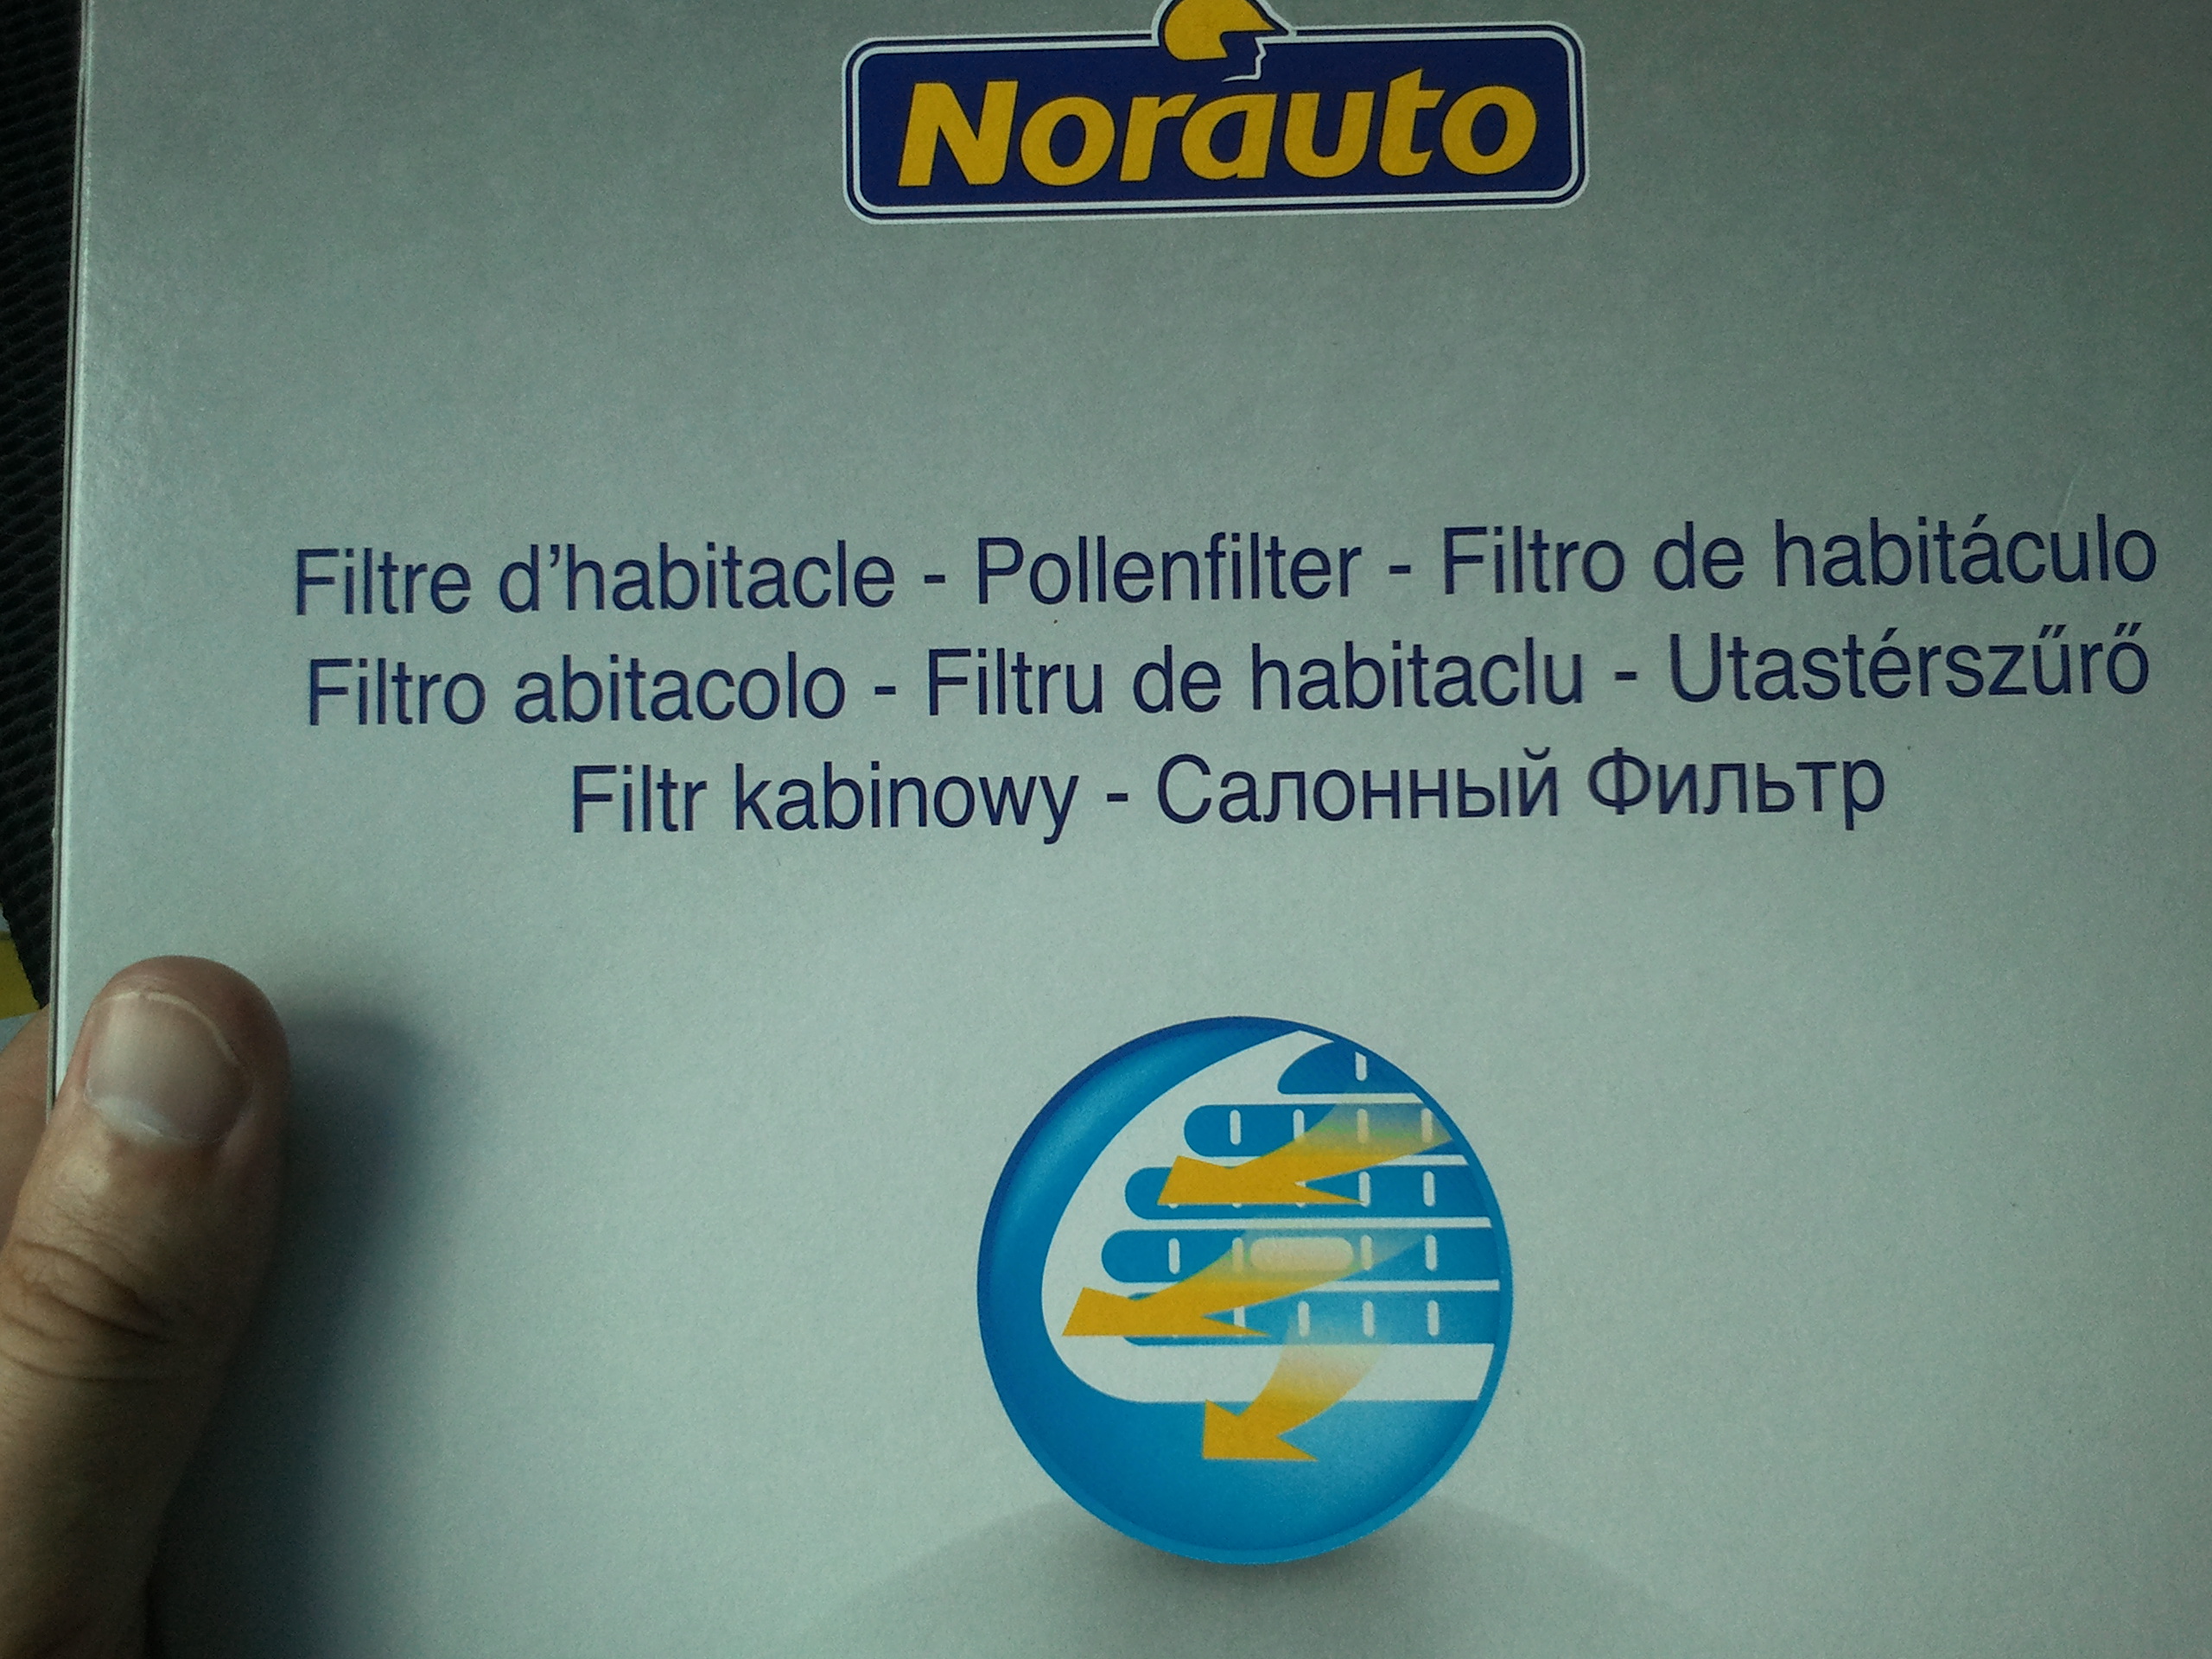 Norauto
Filtre d'habitacle - Pollenfilter - Filtro de habitáculo
Filtro abitacolo - Filtru de habitaclu - Utastérszűrő
Filtr kabinowy - Салонный Фильтр